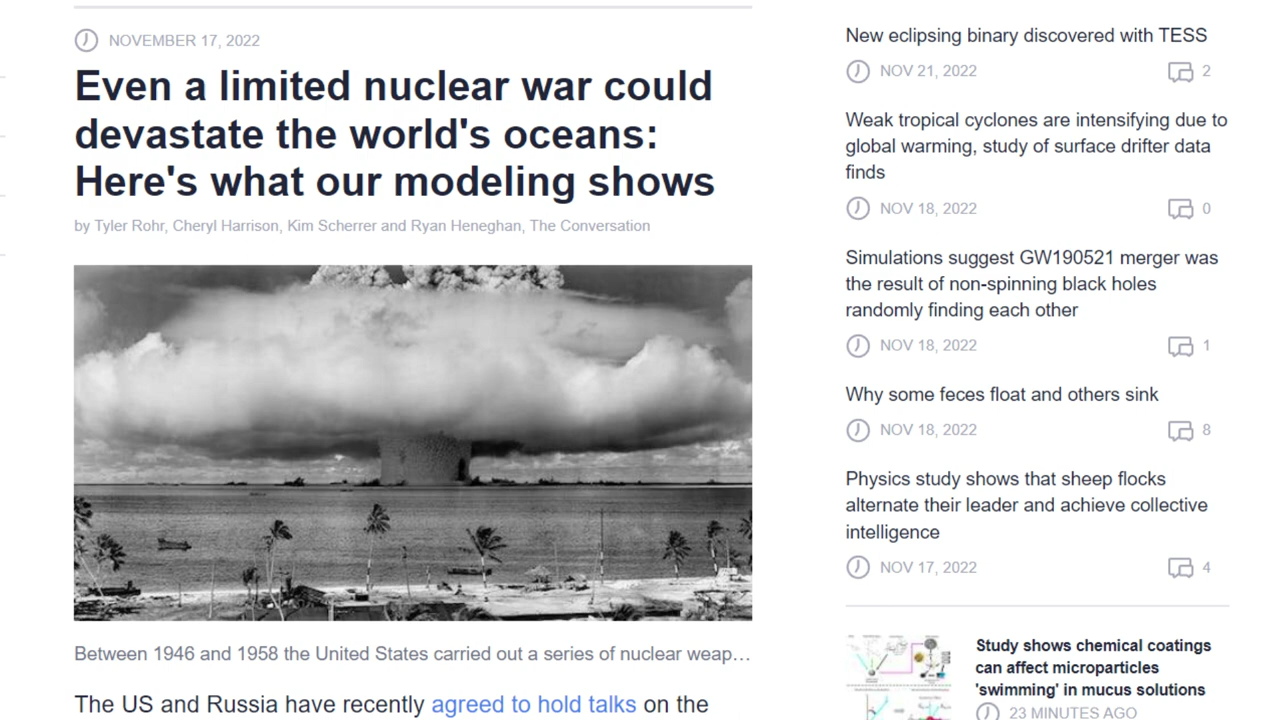 NOVEMBER 17, 2022
Even a limited nuclear war could
devastate the world's oceans:
Here's what our modeling shows
by Tyler Rohr, Cheryl Harrison, Kim Scherrer and Ryan Heneghan, The Conversation
Between 1946 and 1958 the United States carried out a series of nuclear weap…
The US and Russia have recently agreed to hold talks on the
New eclipsing binary discovered with TESS
NOV 21, 2022 2
Weak tropical cyclones are intensifying due to
global warming, study of surface drifter data
finds
NOV 18, 2022 0
Simulations suggest GW190521 merger was
the result of non-spinning black holes
randomly finding each other
NOV 18, 2022 1
Why some feces float and others sink
NOV 18, 2022 8
Physics study shows that sheep flocks
alternate their leader and achieve collective
intelligence
NOV 17, 2022 4
Study shows chemical coatings
can affect microparticles
'swimming' in mucus solutions
23 MINUTES AGO